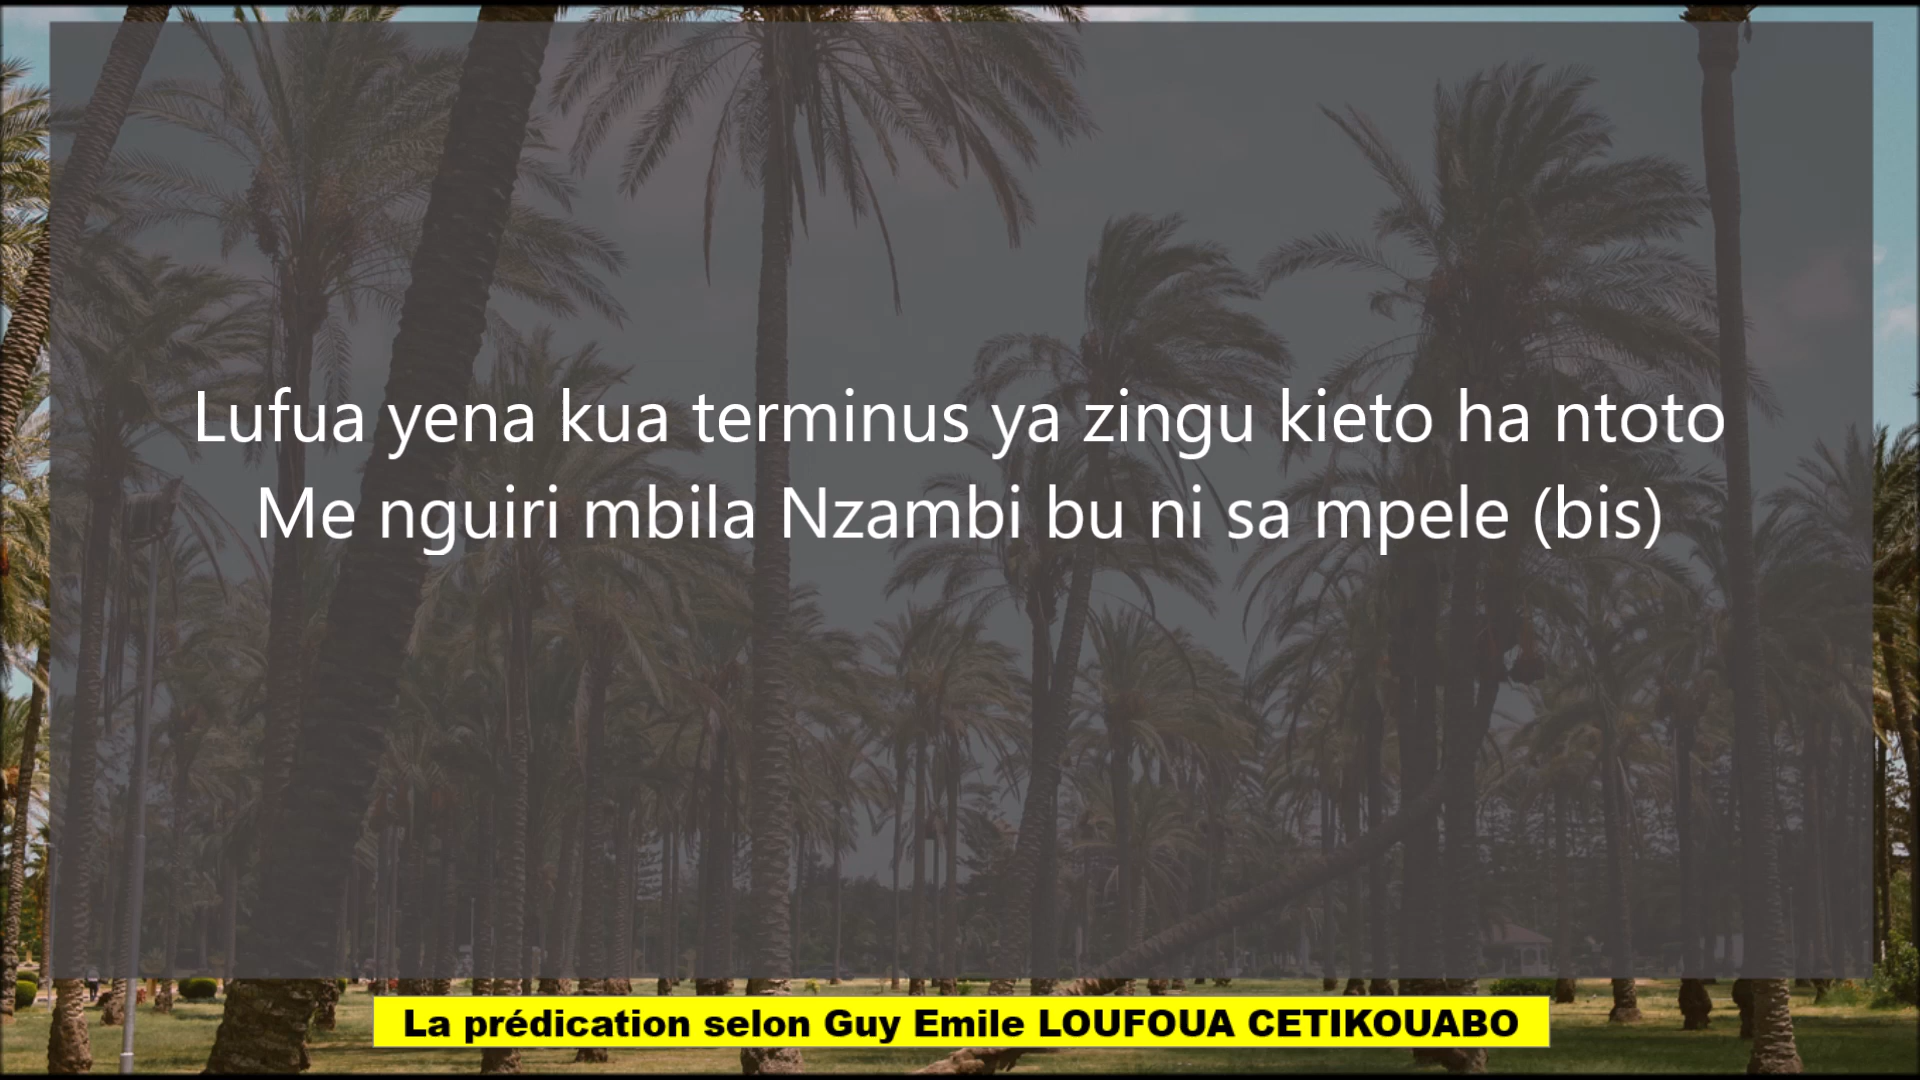 Lufua yena kua terminus ya zingu kieto ha ntoto
Me nguiri mbila Nzambi bu ni sa mpele (bis)
La prédication selon Guy Emile LOUFOUA CETIKOUABO